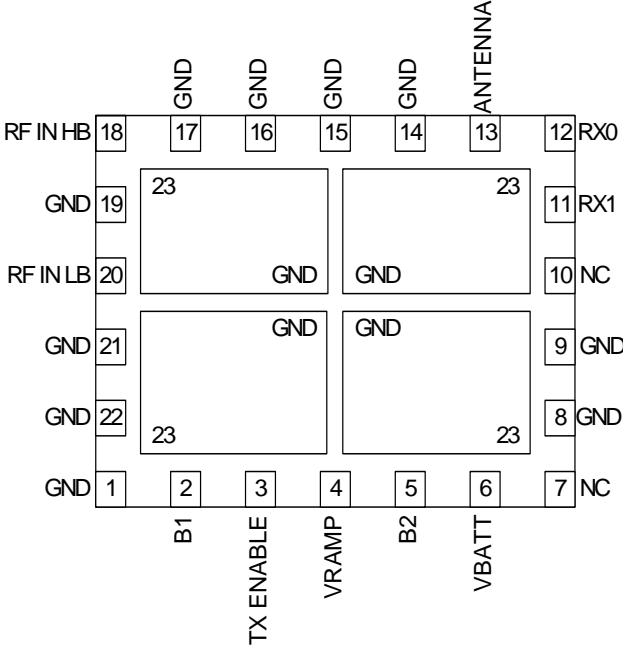 GND
GND
GND
GND
ANTENNA
RF IN HB 18 17 16 15 14 13 12 RX0
23 23
GND 19 11 RX1
RF IN LB 20 GND GND 10 NC
GND 21 GND GND 9 GND
GND 22 23 23 8 GND
GND 1 2 3 4 5 6 7 NC
B1
TX ENABLE
VRAMP
B2
VBATT